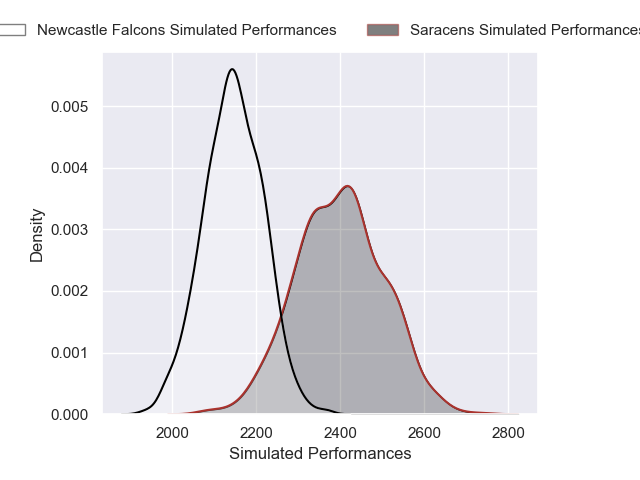 Newcastle Falcons Simulated Performances
Saracens Simulated Performances
0.005
0.004
0.003
0.002
0.001
0.000
Density
2000 2200 2400 2600 2800
Simulated Performances